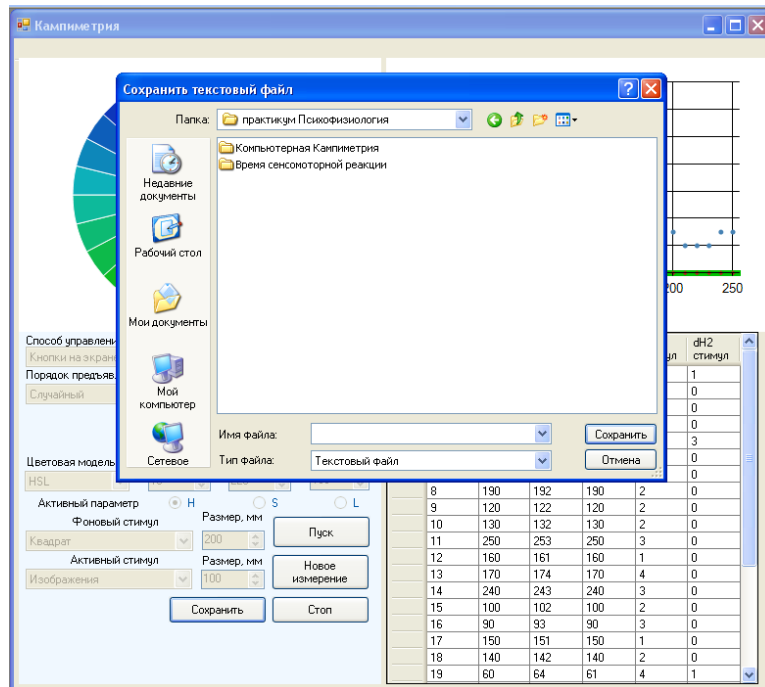 Кампиметрия
Сохранить текстовый файл
Папка: практикум Психофизиология
Компьютерная Кампиметрия
Время сенсомоторной реакции
Недавние документы
Рабочий стол
Мои документы
Мой компьютер
Сетевое
Имя файла:
Сохранить
Тип файла: Текстовый файл
Отмена
200 250
Способ управлен
Кнопки на экран
Порядок предъяв
Случайный
Цветовая модель
HSL
Активный параметр H S L
Фоновый стимул Размер, мм
Квадрат 200 Пуск
Активный стимул Размер, мм
Изображения 100 Новое измерение
Сохранить Стоп
dH2 стимул
1
0
0
0
3
0
0
8 190 192 190 2 0
9 120 122 120 2 0
10 130 132 130 2 0
11 250 253 250 3 0
12 160 161 160 1 0
13 170 174 170 4 0
14 240 243 240 3 0
15 100 102 100 2 0
16 90 93 90 3 0
17 150 151 150 1 0
18 140 142 140 2 0
19 60 64 61 4 1